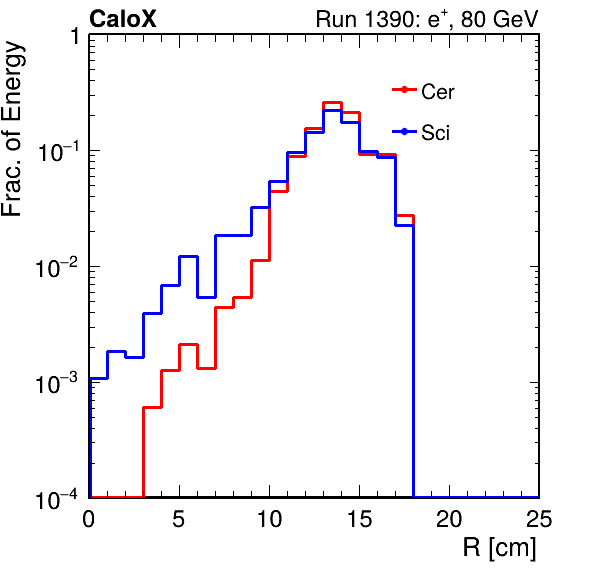 CaloX Run 1390: e⁺, 80 GeV
Frac. of Energy
1
10⁻¹
10⁻²
10⁻³
10⁻⁴
Cer
Sci
0 5 10 15 20 25
R [cm]